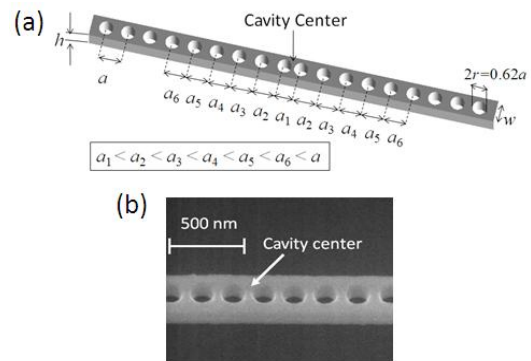 (a)
Cavity Center
h
a
2r=0.62a
w
a6 a5 a4 a3 a2 a1 a2 a3 a4 a5 a6
a1 < a2 < a3 < a4 < a5 < a6 < a
(b)
500 nm
Cavity center